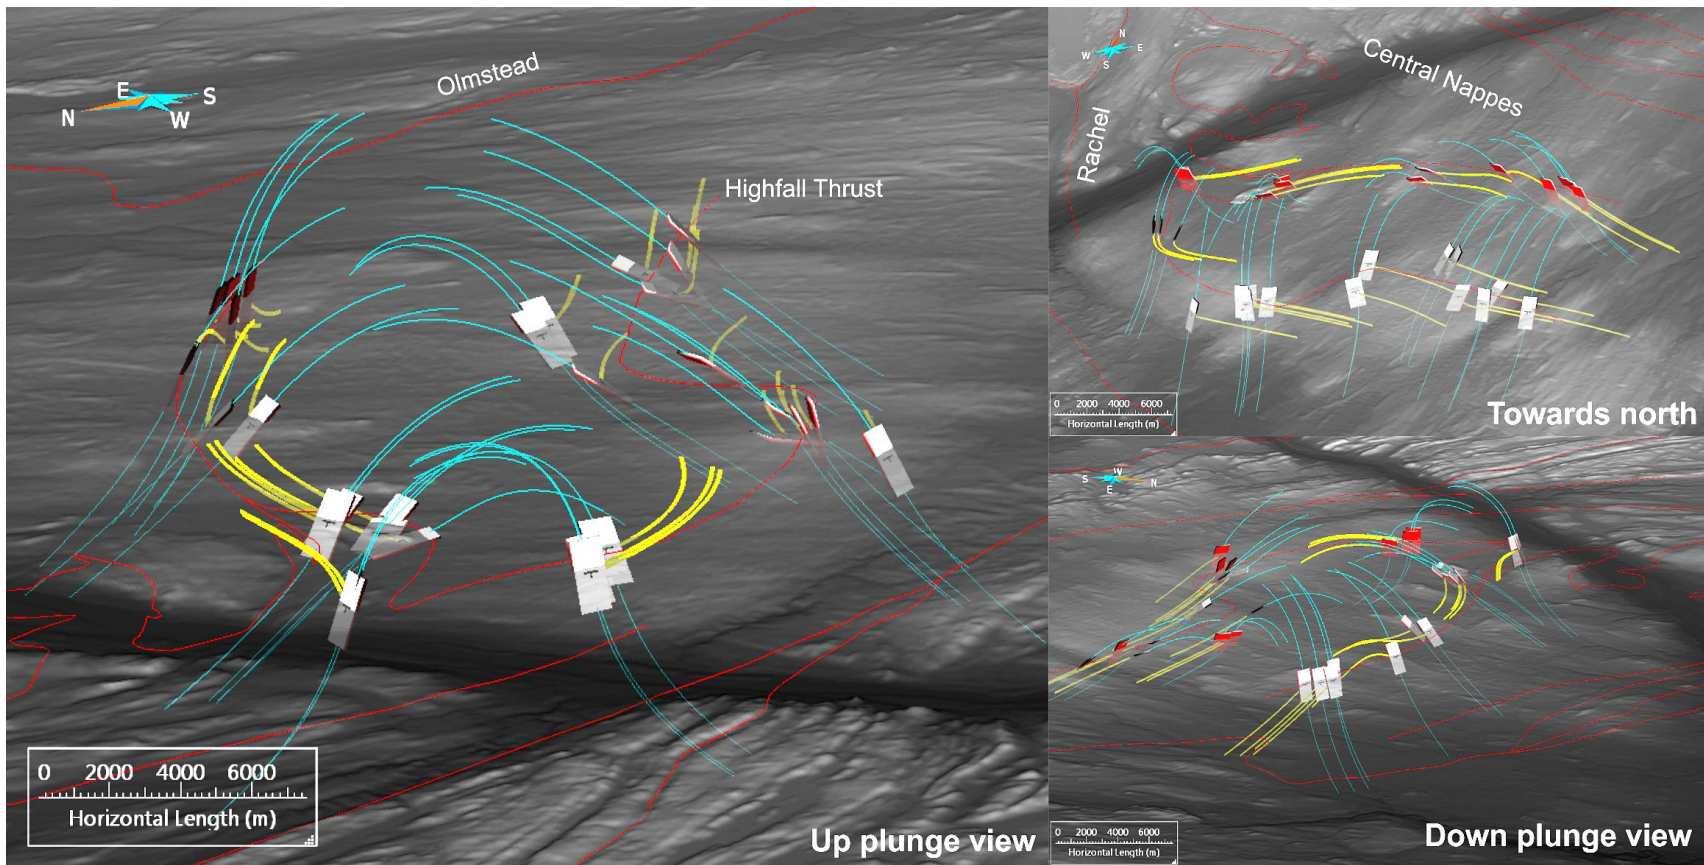 Olmstead
E
S
N
W
Highfall Thrust
0 2000 4000 6000
Horizontal Length (m)
Up plunge view
N
W
E
S
Central Nappes
Rachel
0 2000 4000 6000
Horizontal Length (m)
Towards north
W
S
N
E
0 2000 4000 6000
Horizontal Length (m)
Down plunge view